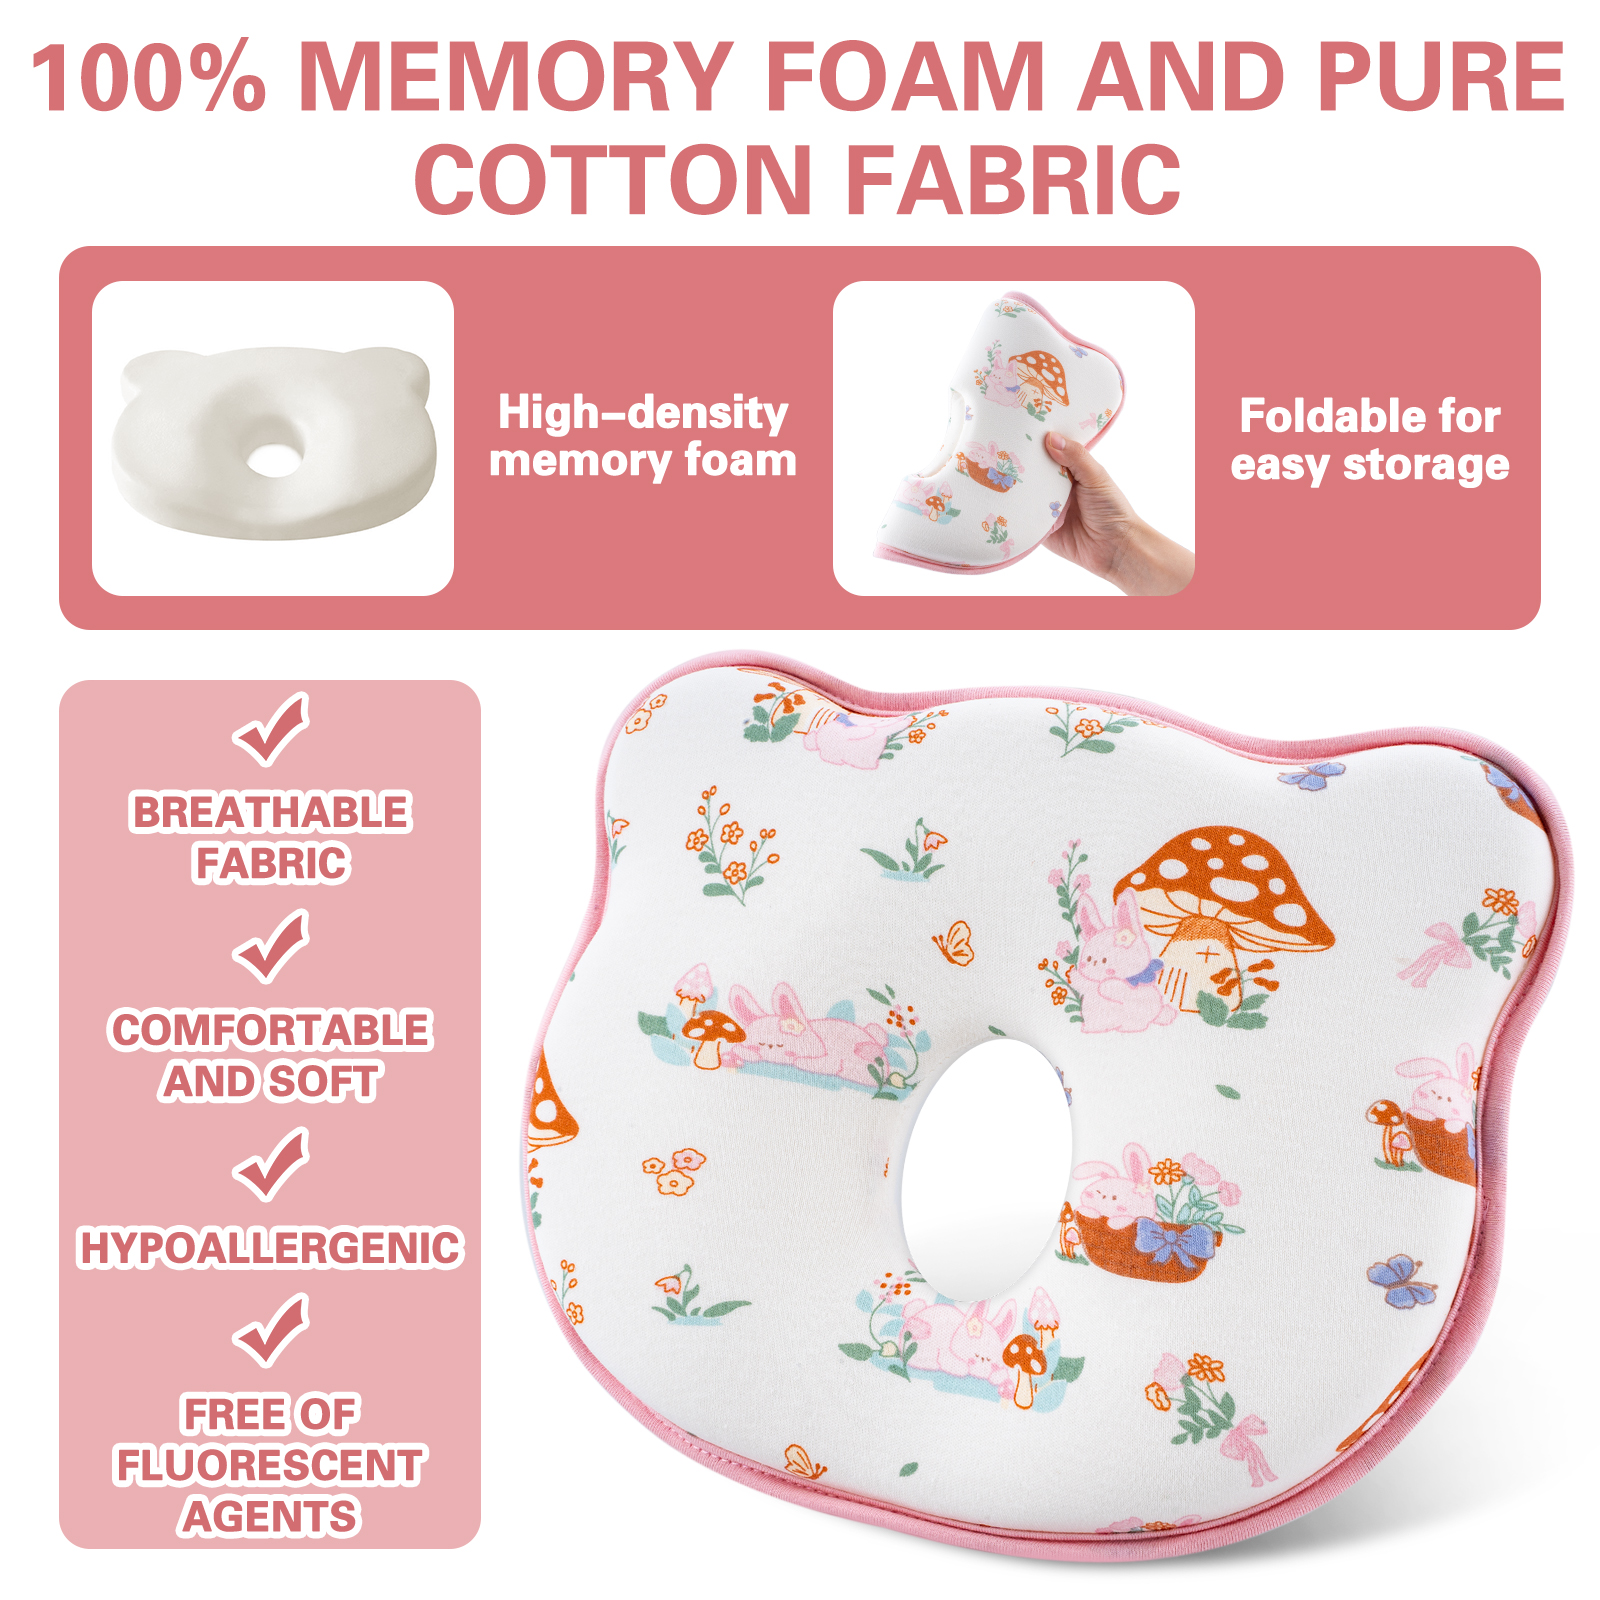 100% MEMORY FOAM AND PURE
COTTON FABRIC
High-density
memory foam
Foldable for
easy storage
BREATHABLE
FABRIC
COMFORTABLE
AND SOFT
HYPOALLERGENIC
FREE OF
FLUORESCENT
AGENTS